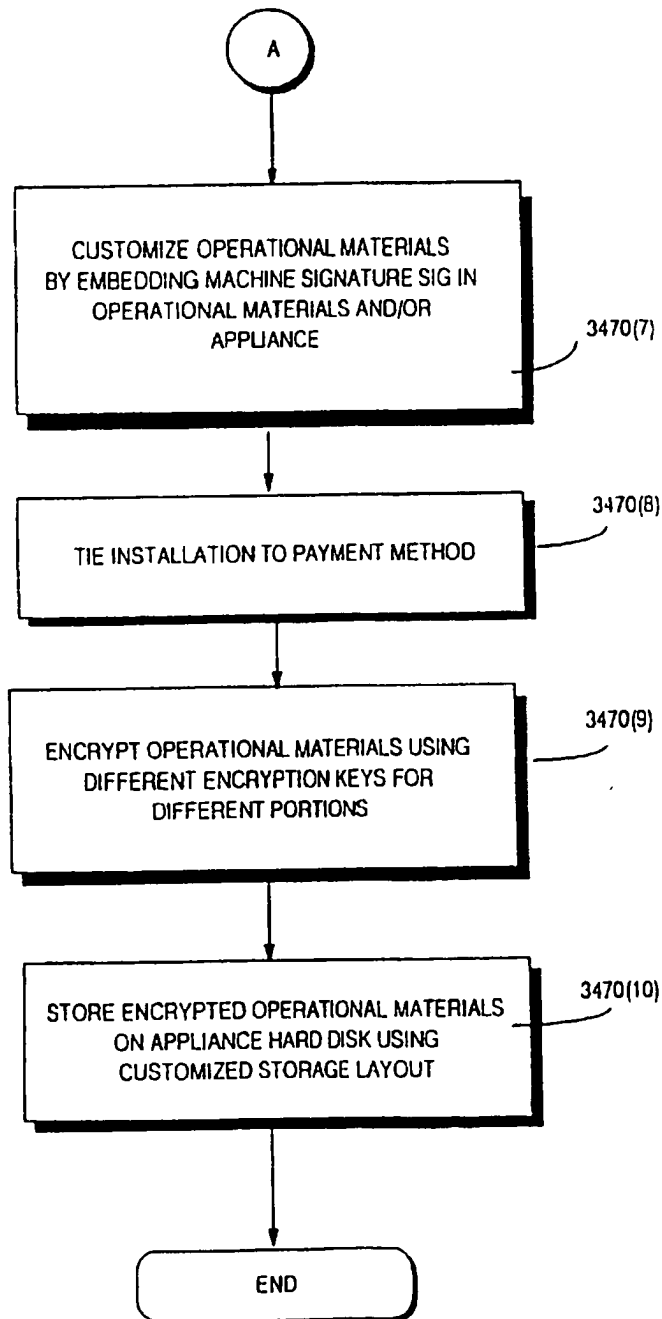 A
CUSTOMIZE OPERATIONAL MATERIALS
BY EMBEDDING MACHINE SIGNATURE SIG IN
OPERATIONAL MATERIALS AND/OR
APPLIANCE
3470(7)
3470(8)
TIE INSTALLATION TO PAYMENT METHOD
3470(9)
ENCRYPT OPERATIONAL MATERIALS USING
DIFFERENT ENCRYPTION KEYS FOR
DIFFERENT PORTIONS
3470(10)
STORE ENCRYPTED OPERATIONAL MATERIALS
ON APPLIANCE HARD DISK USING
CUSTOMIZED STORAGE LAYOUT
END